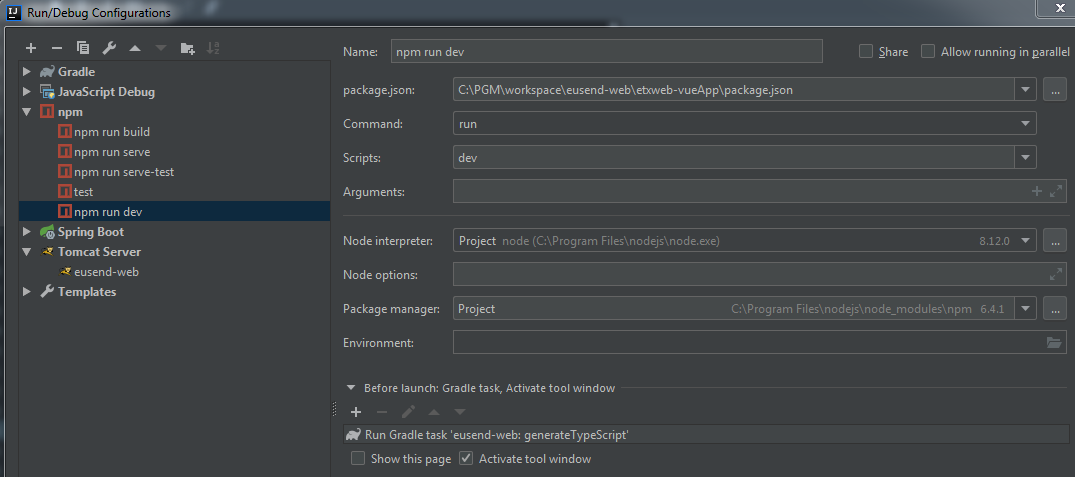 Run/Debug Configurations
Name: npm run dev Share Allow running in parallel
Gradle
JavaScript Debug
npm
npm run build
npm run serve
npm run serve-test
test
npm run dev
Spring Boot
Tomcat Server
eusend-web
Templates
package.json: C:\PGM\workspace\eusend-web\etxweb-vueApp\package.json ...
Command: run
Scripts: dev
Arguments:
Node interpreter: Project node (C:\Program Files\nodejs\node.exe) 8.12.0 ...
Node options:
Package manager: Project C:\Program Files\nodejs\node_modules\npm 6.4.1 ...
Environment:
Before launch: Gradle task, Activate tool window
Run Gradle task 'eusend-web: generateTypeScript'
Show this page Activate tool window